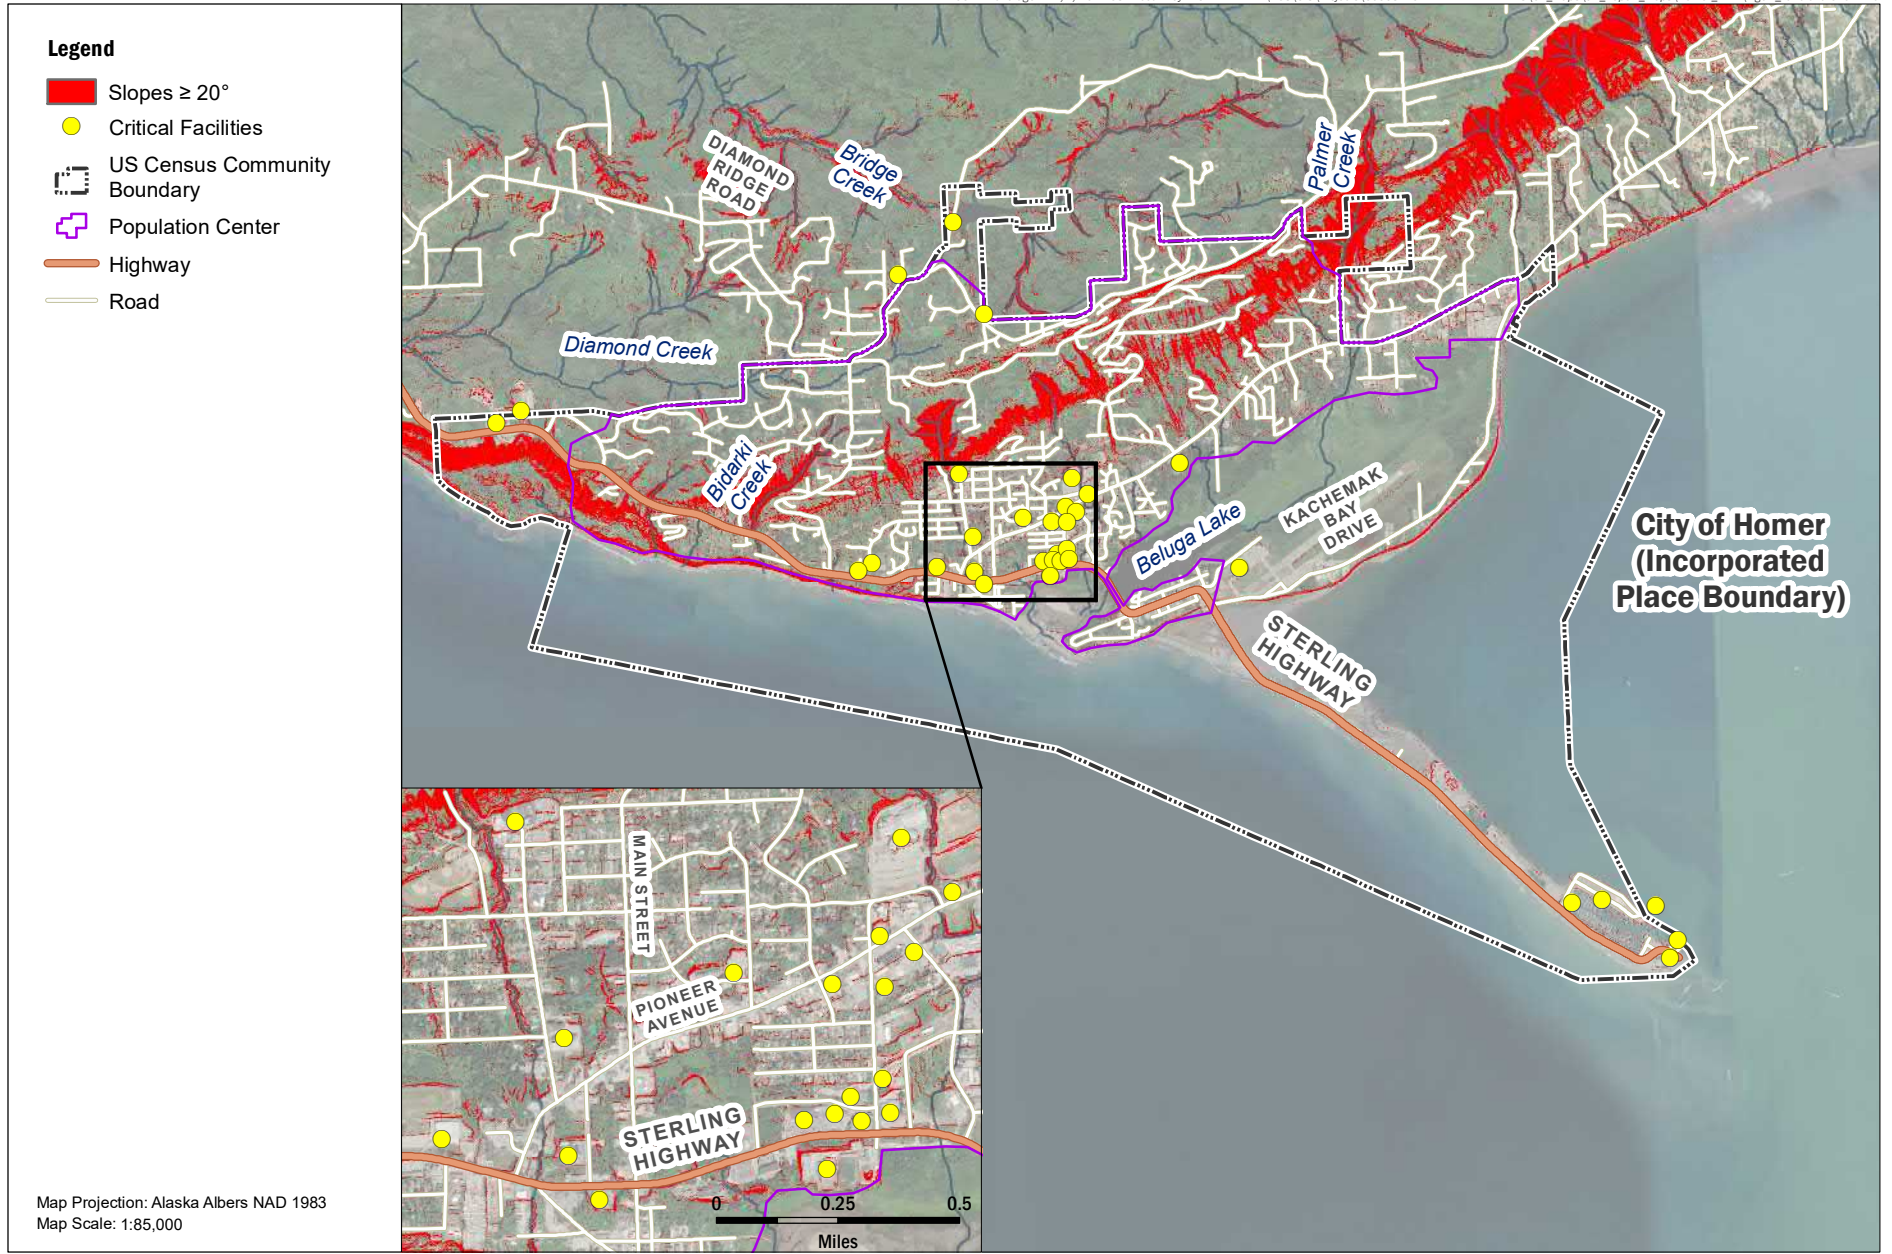 Legend
Slopes ≥ 20°
Critical Facilities
US Census Community
Boundary
Population Center
Highway
Road
Map Projection: Alaska Albers NAD 1983
Map Scale: 1:85,000
DIAMOND
RIDGE
ROAD
Bridge
Creek
Palmer
Creek
Diamond Creek
Bidarki
Creek
Beluga Lake
KACHEMAK
BAY
DRIVE
City of Homer
(Incorporated
Place Boundary)
STERLING
HIGHWAY
MAIN STREET
PIONEER
AVENUE
STERLING
HIGHWAY
0 0.25 0.5
Miles